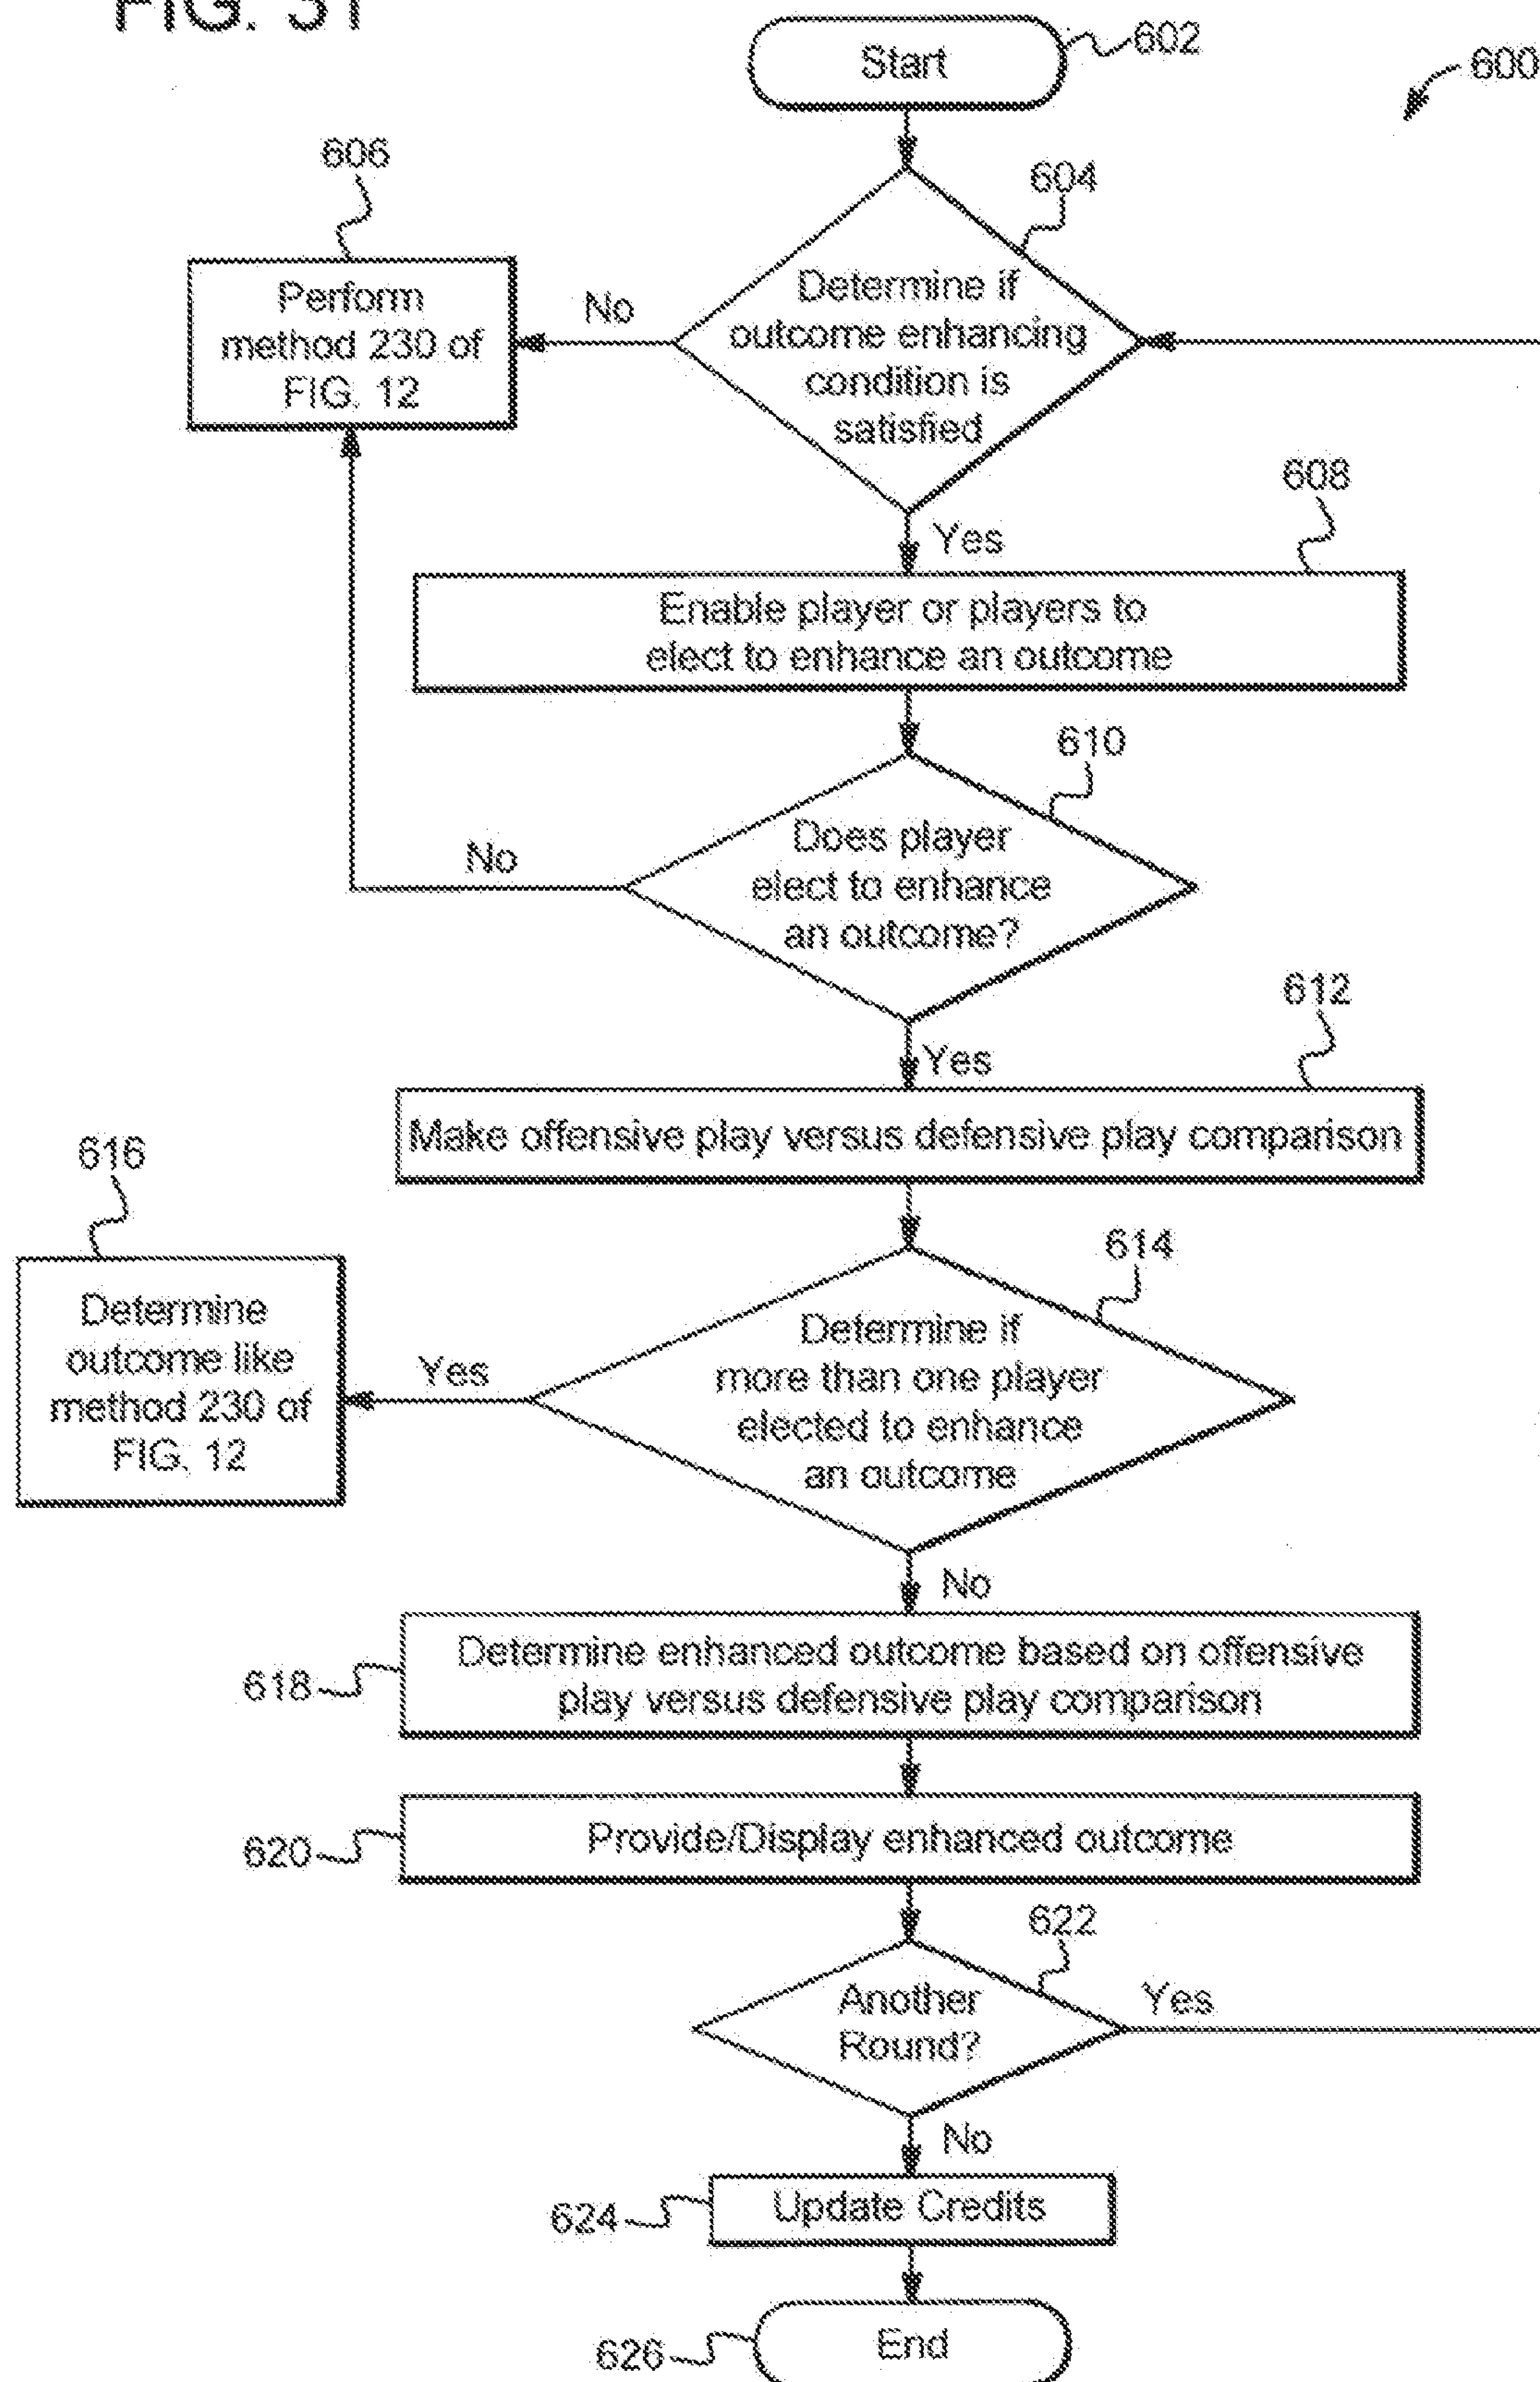 FIG. 31
Start
602
600
606
604
Perform
method 230 of
FIG. 12
No
Determine if
outcome enhancing
condition is
satisfied
608
Yes
Enable player or players to
elect to enhance an outcome
610
No
Does player
elect to enhance
an outcome?
612
Yes
Make offensive play versus defensive play comparison
616
614
Determine
outcome like
method 230 of
FIG. 12
Yes
Determine if
more than one player
elected to enhance
an outcome
No
618
Determine enhanced outcome based on offensive
play versus defensive play comparison
620
Provide/Display enhanced outcome
622
Another
Round?
Yes
No
624
Update Credits
626
End